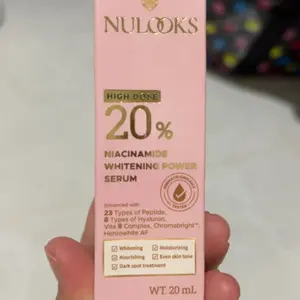 NULOOKS
HIGH DOSE
20%
NIACINAMIDE
WHITENING POWER
SERUM
Enhanced with
23 Types of Peptide,
8 Types of Hyaluron,
Vita B Complex, Chromabright™,
Herbwhite AF
Whitening
Moisturizing
Nourishing
Even skin tone
Dark spot treatment
WT. 20 mL.